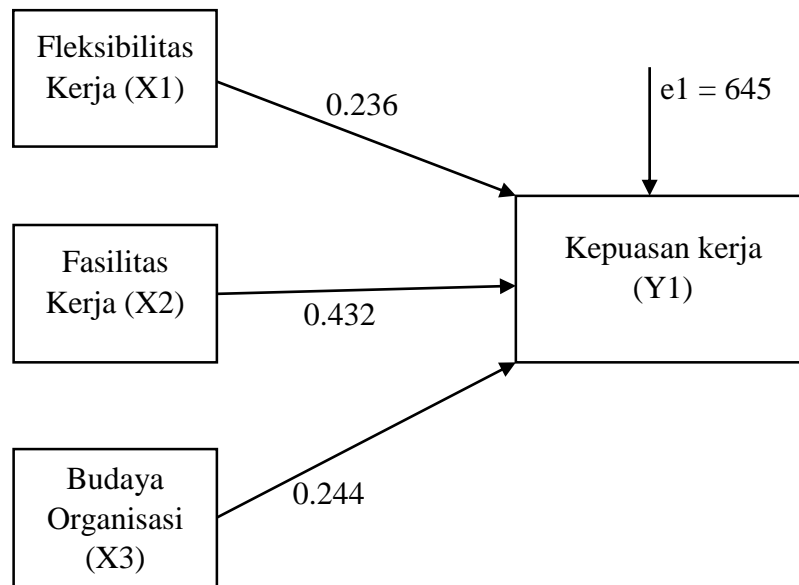 Fleksibilitas
Kerja (X1)
0.236
e1 = 645
Fasilitas
Kerja (X2)
0.432
Kepuasan kerja
(Y1)
Budaya
Organisasi
(X3)
0.244